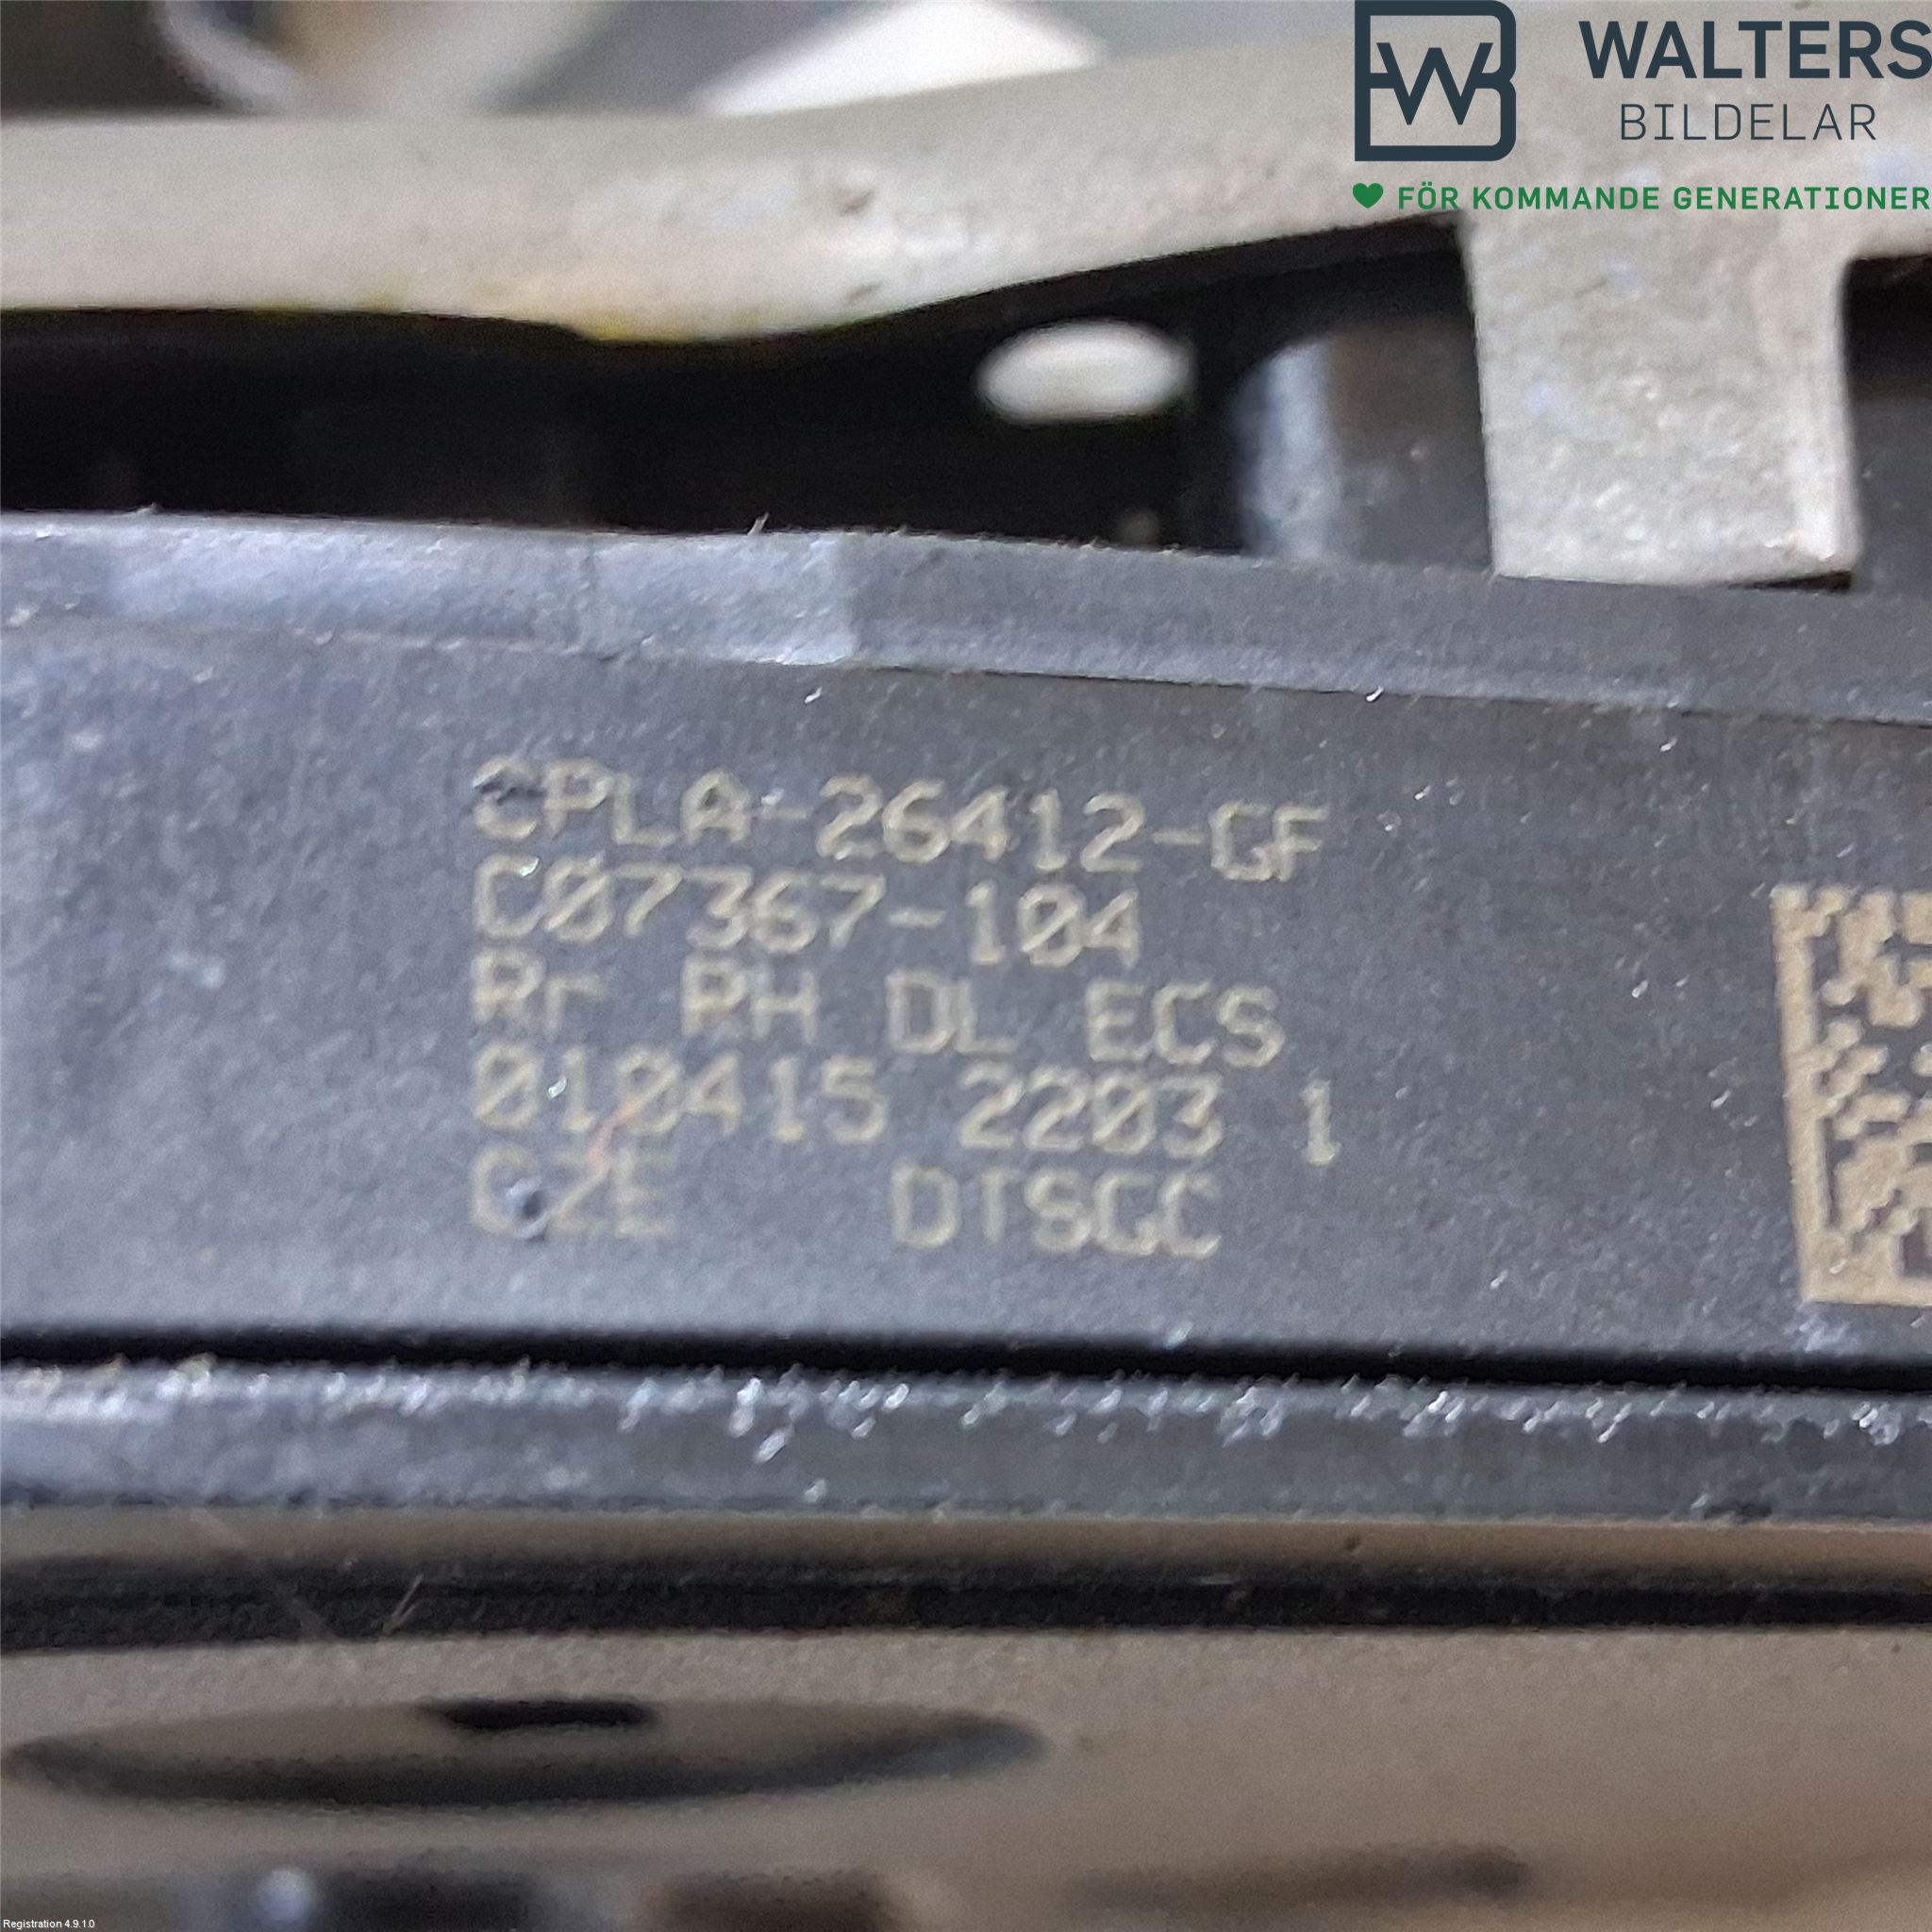 WALTERS
BILDELAR
FÖR KOMMANDE GENERATIONER
CPLA-26412-GF
C07367-104
Rr RH DL ECS
010415 2203 1
CZE DTSGC
Registration 4.9.1.0